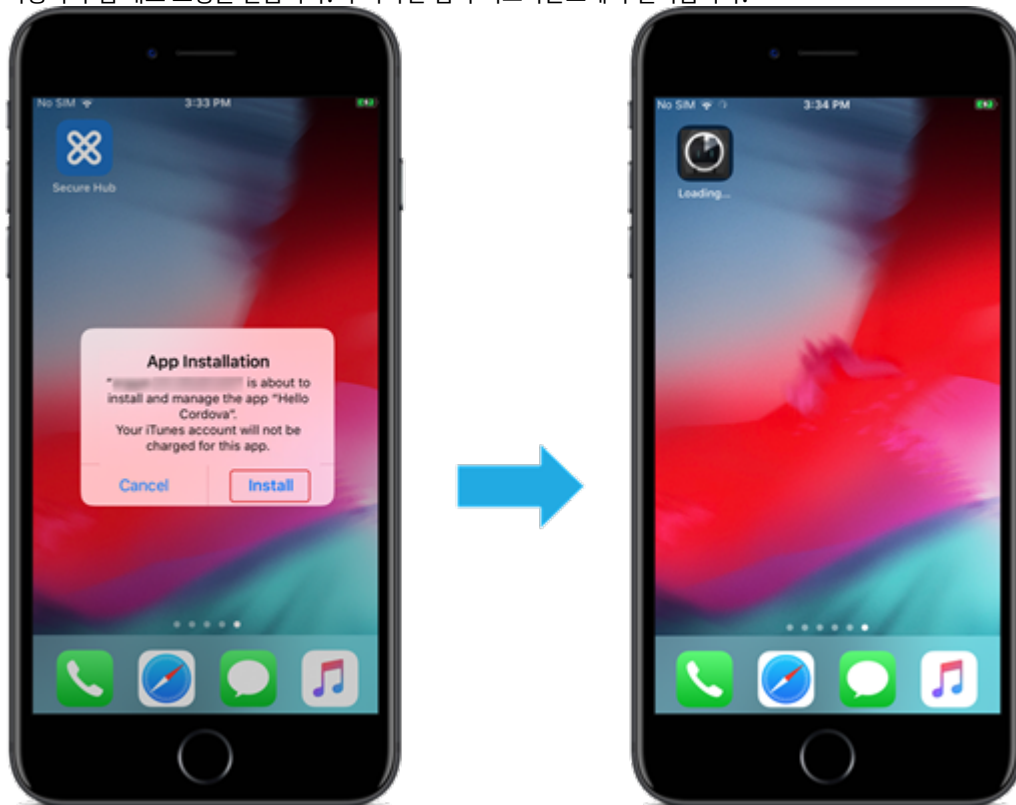 No SIM
3:33 PM
Secure Hub
App Installation
" is about to
install and manage the app "Hello
Cordova".
Your iTunes account will not be
charged for this app.
Cancel
Install
No SIM
3:34 PM
Loading...